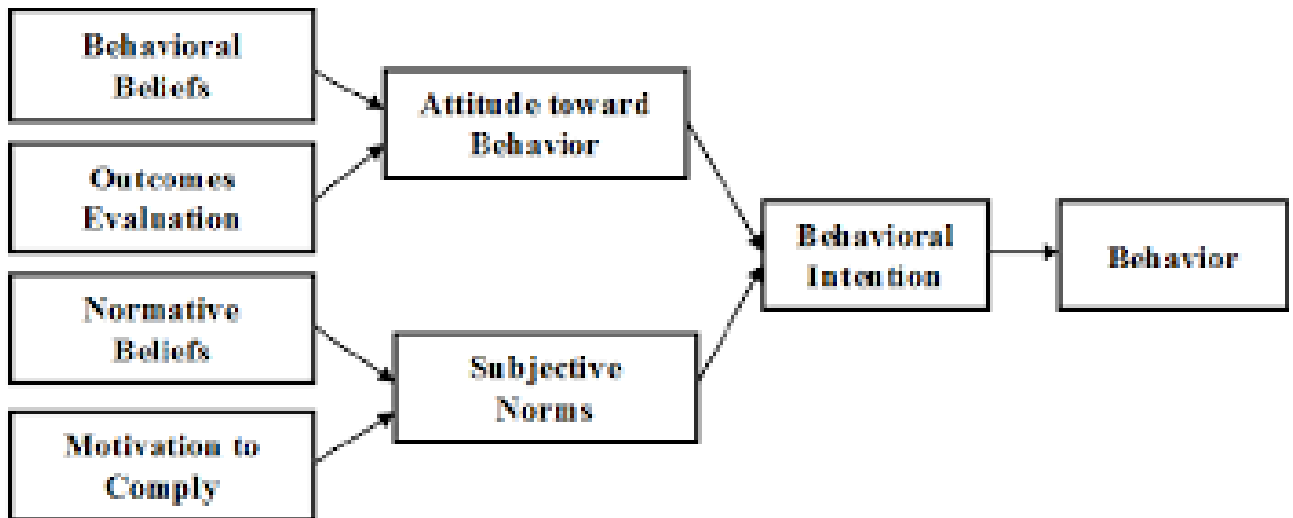 Behavioral
Beliefs
Outcomes
Evaluation
Normative
Beliefs
Motivation to
Comply
Attitude toward
Behavior
Subjective
Norms
Behavioral
Intention
Behavior